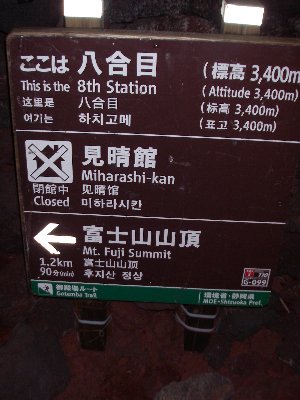 ここは 八合目 (標高 3,400m)
This is the 8th Station (Altitude 3,400m)
这里是 八合目 (标高 3,400m)
여기는 하치고메 (표고 3,400m)
見晴館
Miharashi-kan
閉館中 见晴馆
Closed 미하라시칸
富士山山頂
Mt. Fuji Summit
1.2km 富士山山顶
90分(min) 후지산 정상
御殿場ルート
Gotemba Trail
G-099
環境省・静岡県
MOE・Shizuoka Pref.